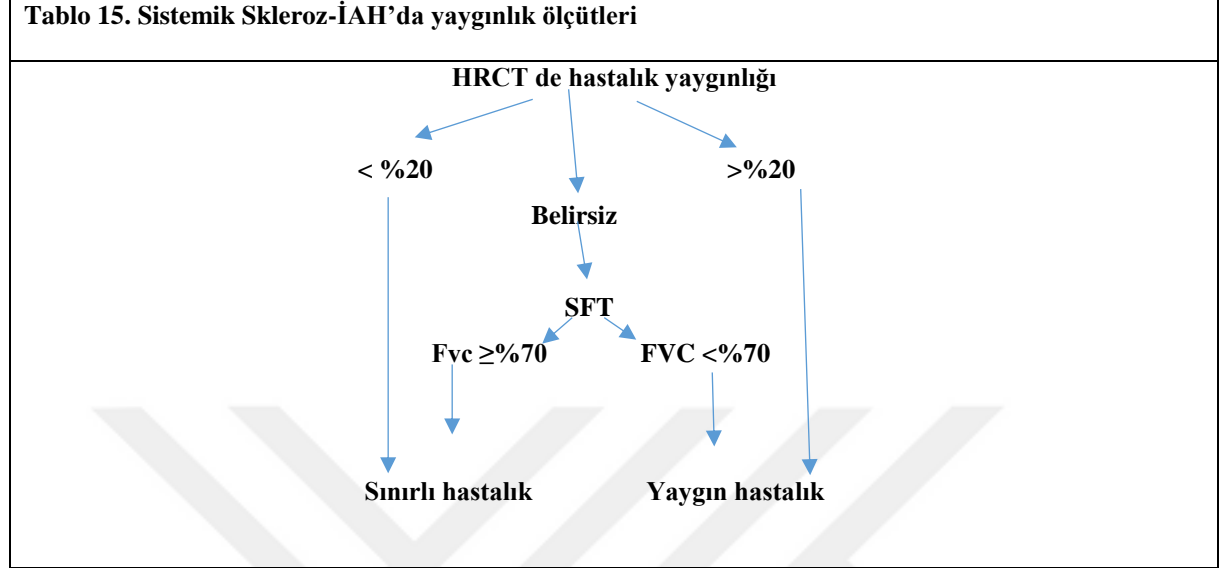 Tablo 15. Sistemik Skleroz-İAH’da yaygınlık ölçütleri
HRCT de hastalık yaygınlığı
< %20
>%20
Belirsiz
SFT
Fvc ≥%70
FVC <%70
Sınırlı hastalık
Yaygın hastalık